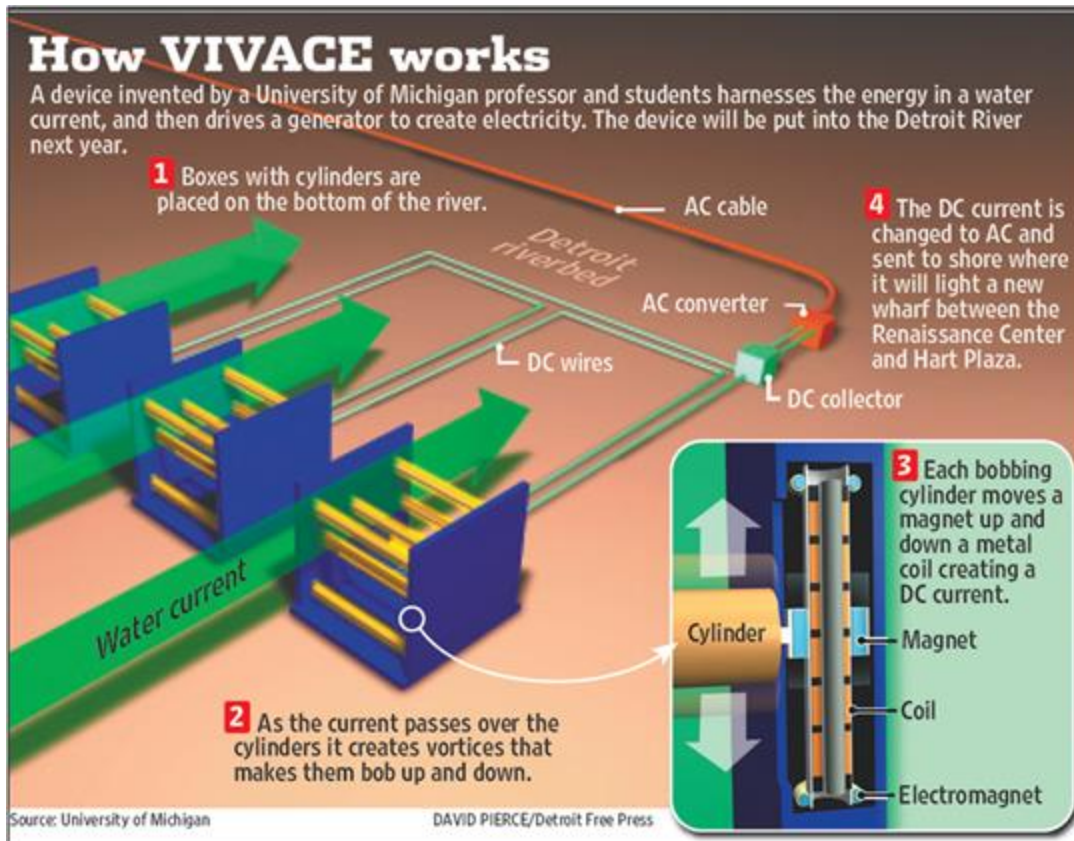 How VIVACE works
A device invented by a University of Michigan professor and students harnesses the energy in a water
current, and then drives a generator to create electricity. The device will be put into the Detroit River
next year.
1 Boxes with cylinders are
placed on the bottom of the river.
AC cable
Detroit
riverbed
AC converter
DC wires
DC collector
4 The DC current is
changed to AC and
sent to shore where
it will light a new
wharf between the
Renaissance Center
and Hart Plaza.
Water current
2 As the current passes over the
cylinders it creates vortices that
makes them bob up and down.
3 Each bobbing
cylinder moves a
magnet up and
down a metal
coil creating a
DC current.
Cylinder
Magnet
Coil
Electromagnet
Source: University of Michigan
DAVID PIERCE/Detroit Free Press